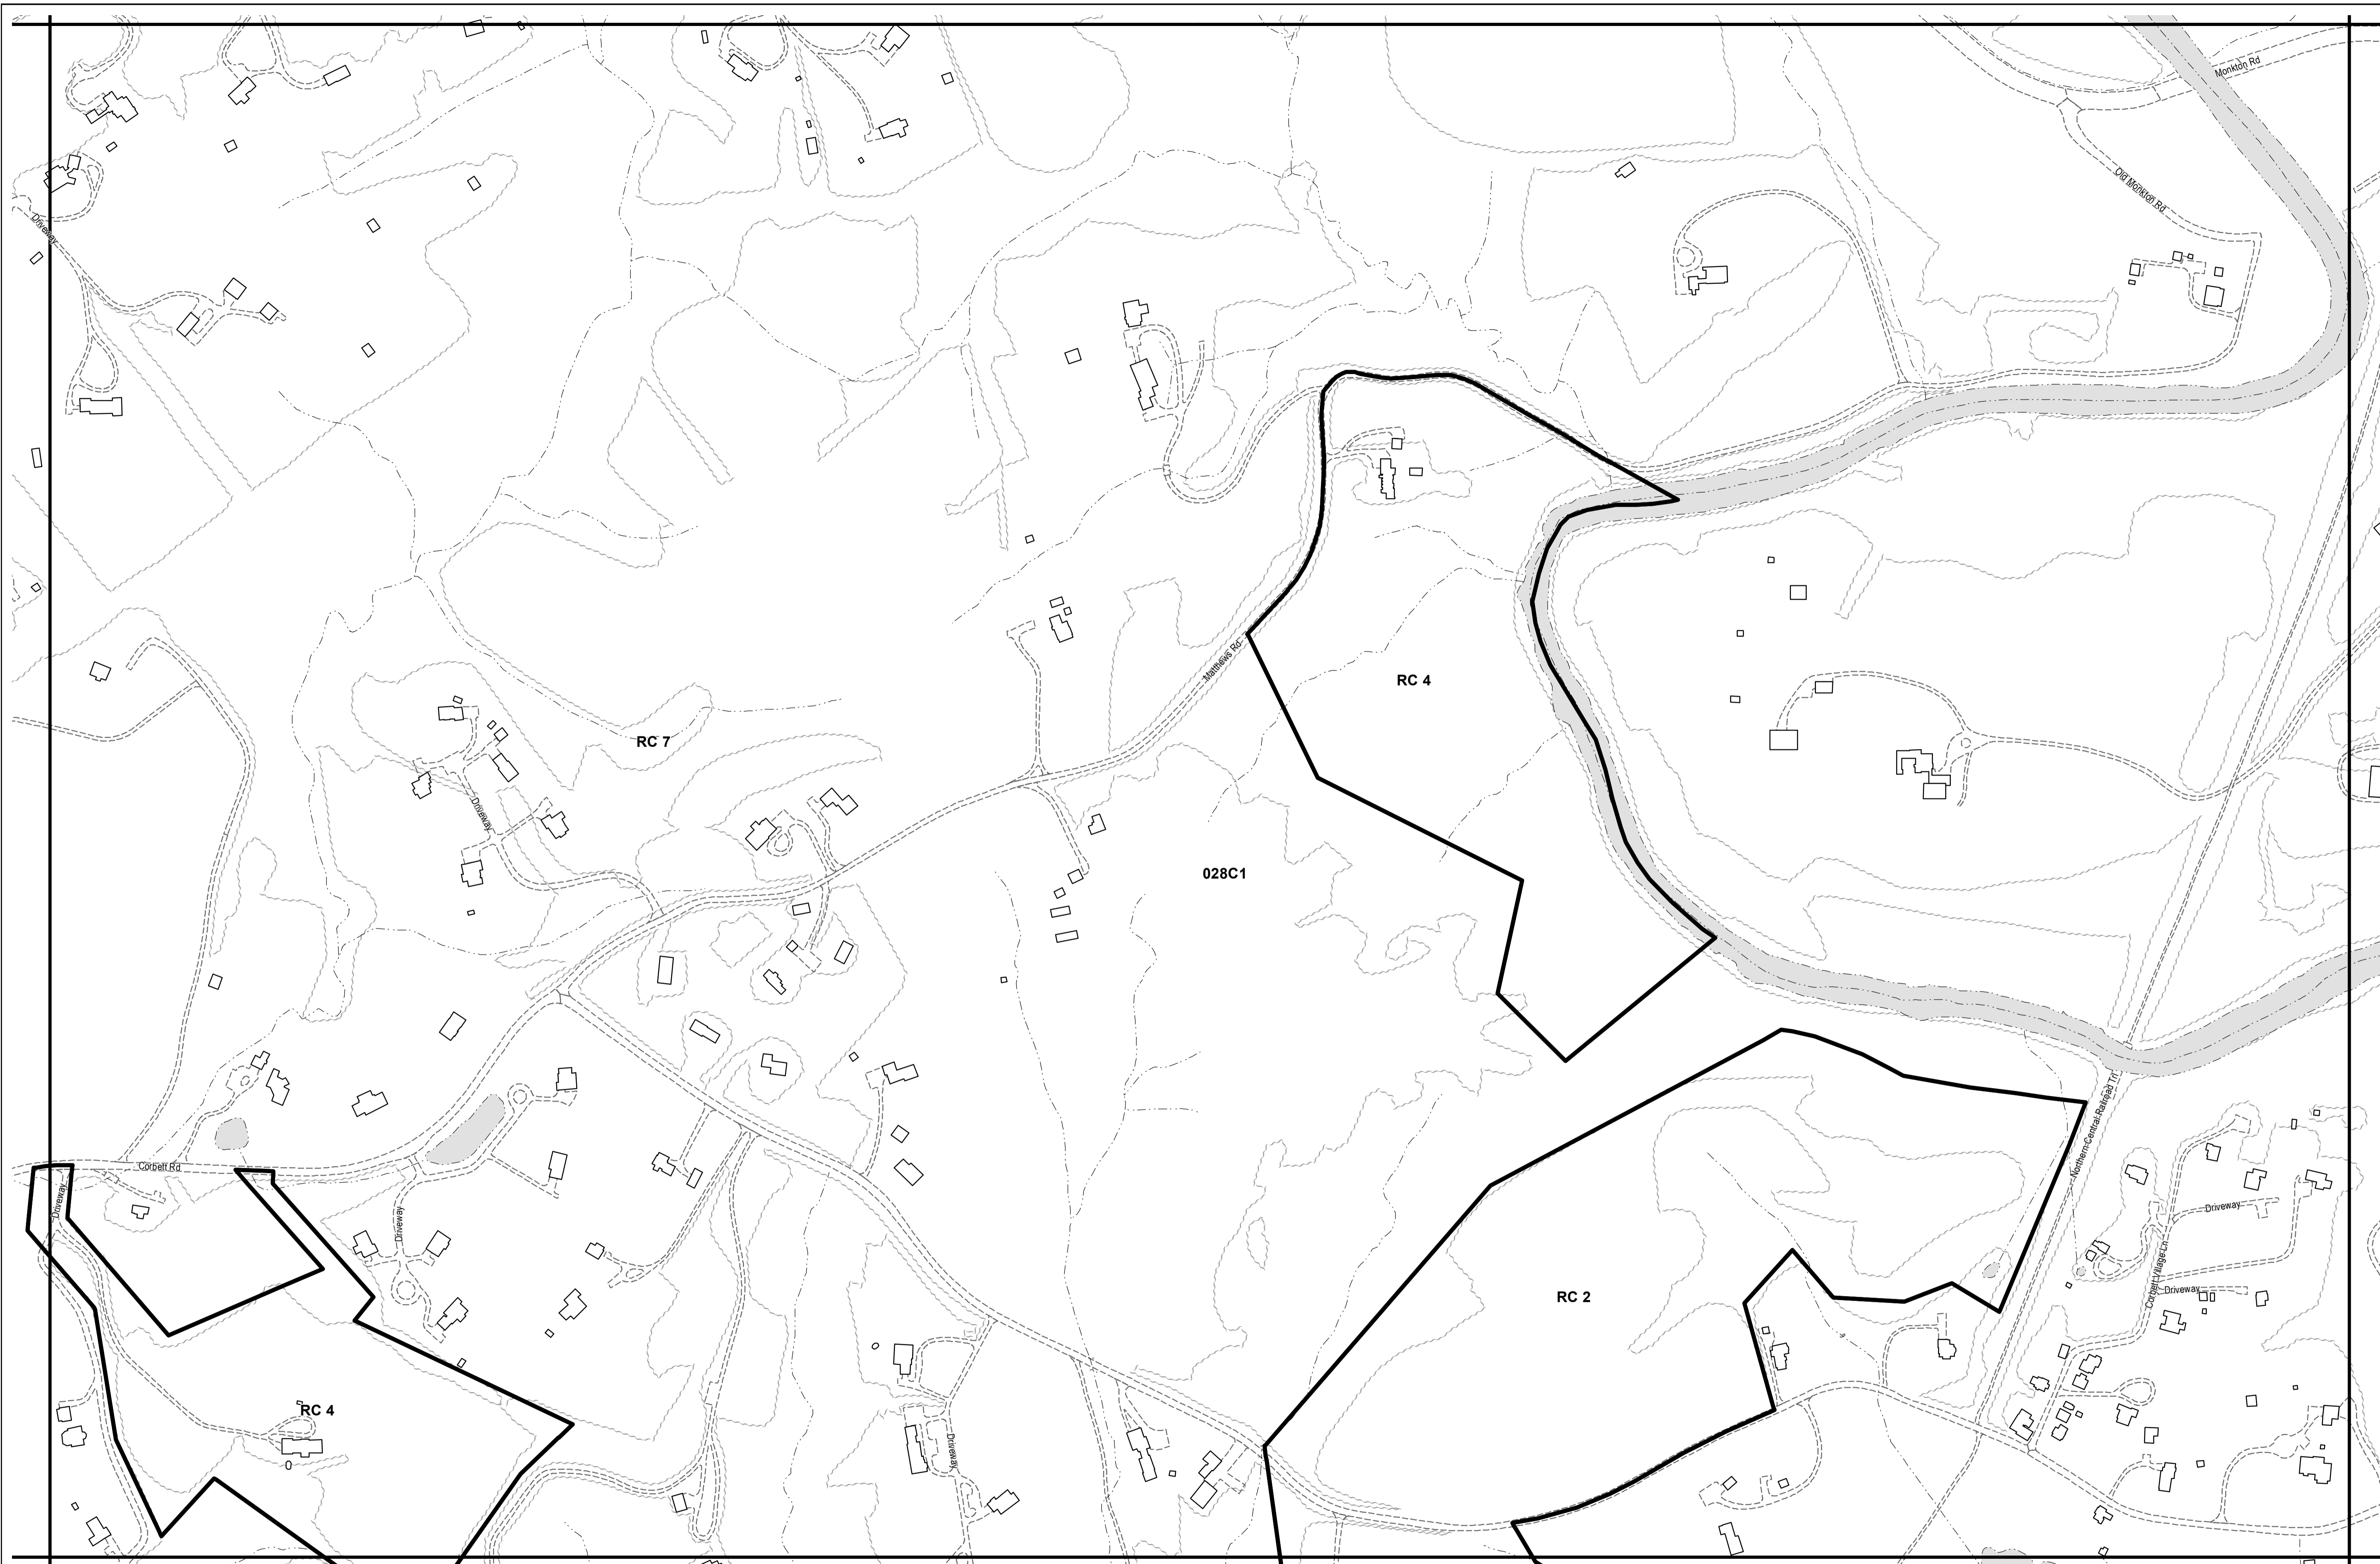 Monkton Rd
Old Monkton Rd
Driveway
Matthews Rd
RC 4
RC 7
Driveway
028C1
Northern Central Railroad Trl
Corbett Rd
Driveway
Driveway
Driveway
Corbett Village Ln
Driveway
RC 2
RC 4
Driveway